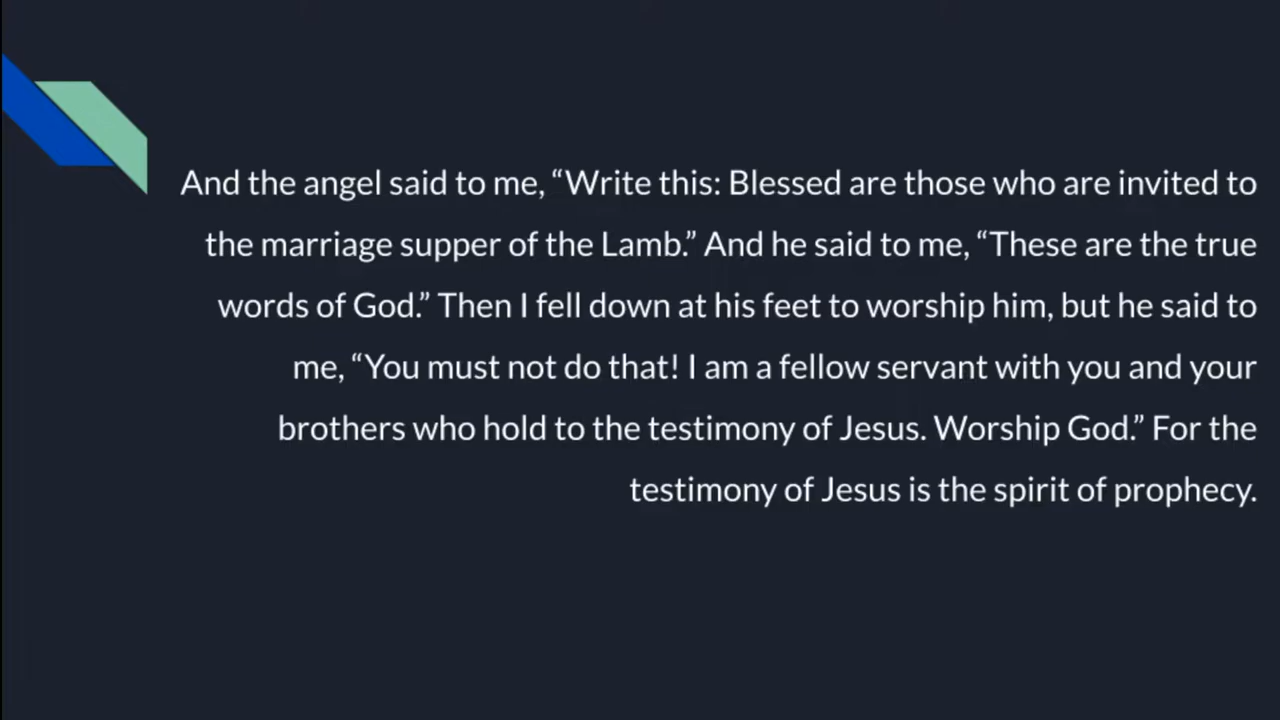 And the angel said to me, “Write this: Blessed are those who are invited to
the marriage supper of the Lamb.” And he said to me, “These are the true
words of God.” Then I fell down at his feet to worship him, but he said to
me, “You must not do that! I am a fellow servant with you and your
brothers who hold to the testimony of Jesus. Worship God.” For the
testimony of Jesus is the spirit of prophecy.